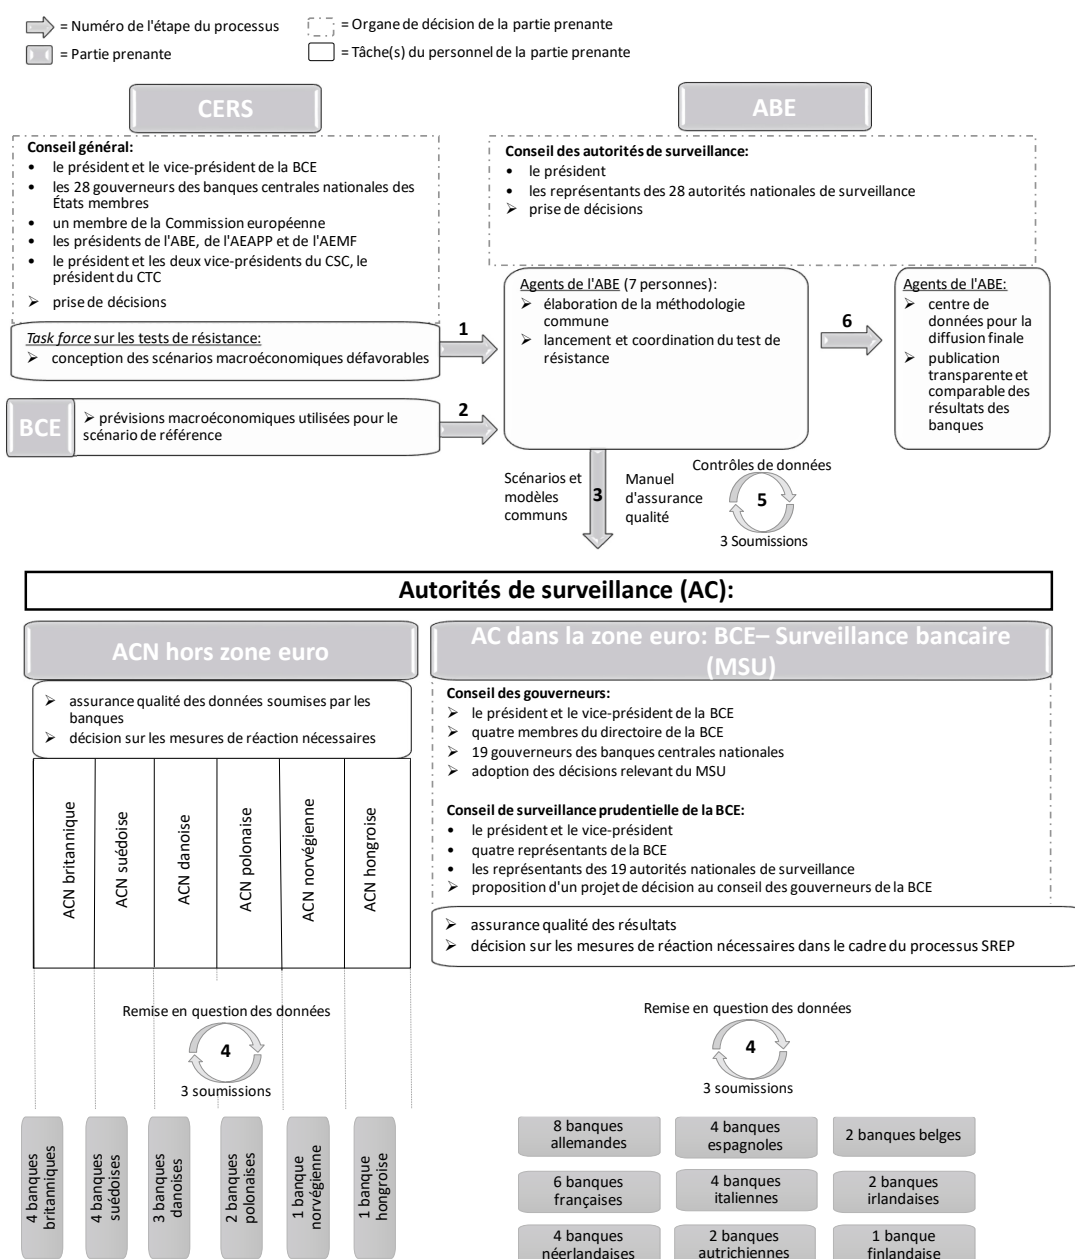 = Numéro de l'étape du processus
= Organe de décision de la partie prenante
= Partie prenante
= Tâche(s) du personnel de la partie prenante
CERS
Conseil général:
• le président et le vice-président de la BCE
• les 28 gouverneurs des banques centrales nationales des
États membres
• un membre de la Commission européenne
• les présidents de l'ABE, de l'AEAPP et de l'AEMF
• le président et les deux vice-présidents du CSC, le
président du CTC
➢ prise de décisions
Task force sur les tests de résistance:
➢ conception des scénarios macroéconomiques défavorables
1
BCE
➢ prévisions macroéconomiques utilisées pour le
scénario de référence
2
ABE
Conseil des autorités de surveillance:
• le président
• les représentants des 28 autorités nationales de surveillance
➢ prise de décisions
Agents de l'ABE (7 personnes):
➢ élaboration de la méthodologie
commune
➢ lancement et coordination du test de
résistance
6
Agents de l'ABE:
➢ centre de
données pour la
diffusion finale
➢ publication
transparente et
comparable des
résultats des
banques
Scénarios et
modèles
communs
3
Manuel
d'assurance
qualité
Contrôles de données
5
3 Soumissions
Autorités de surveillance (AC):
ACN hors zone euro
➢ assurance qualité des données soumises par les
banques
➢ décision sur les mesures de réaction nécessaires
ACN britannique
ACN suédoise
ACN danoise
ACN polonaise
ACN norvégienne
ACN hongroise
AC dans la zone euro: BCE– Surveillance bancaire
(MSU)
Conseil des gouverneurs:
➢ le président et le vice-président de la BCE
➢ quatre membres du directoire de la BCE
➢ 19 gouverneurs des banques centrales nationales
➢ adoption des décisions relevant du MSU
Conseil de surveillance prudentielle de la BCE:
• le président et le vice-président
• quatre représentants de la BCE
• les représentants des 19 autorités nationales de surveillance
➢ proposition d'un projet de décision au conseil des gouverneurs de la BCE
➢ assurance qualité des résultats
➢ décision sur les mesures de réaction nécessaires dans le cadre du processus SREP
Remise en question des données
4
3 soumissions
Remise en question des données
4
3 soumissions
4 banques
britanniques
4 banques
suédoises
3 banques
danoises
2 banques
polonaises
1 banque
norvégienne
1 banque
hongroise
8 banques
allemandes
4 banques
espagnoles
2 banques belges
6 banques
françaises
4 banques
italiennes
2 banques
irlandaises
4 banques
néerlandaises
2 banques
autrichiennes
1 banque
finlandaise